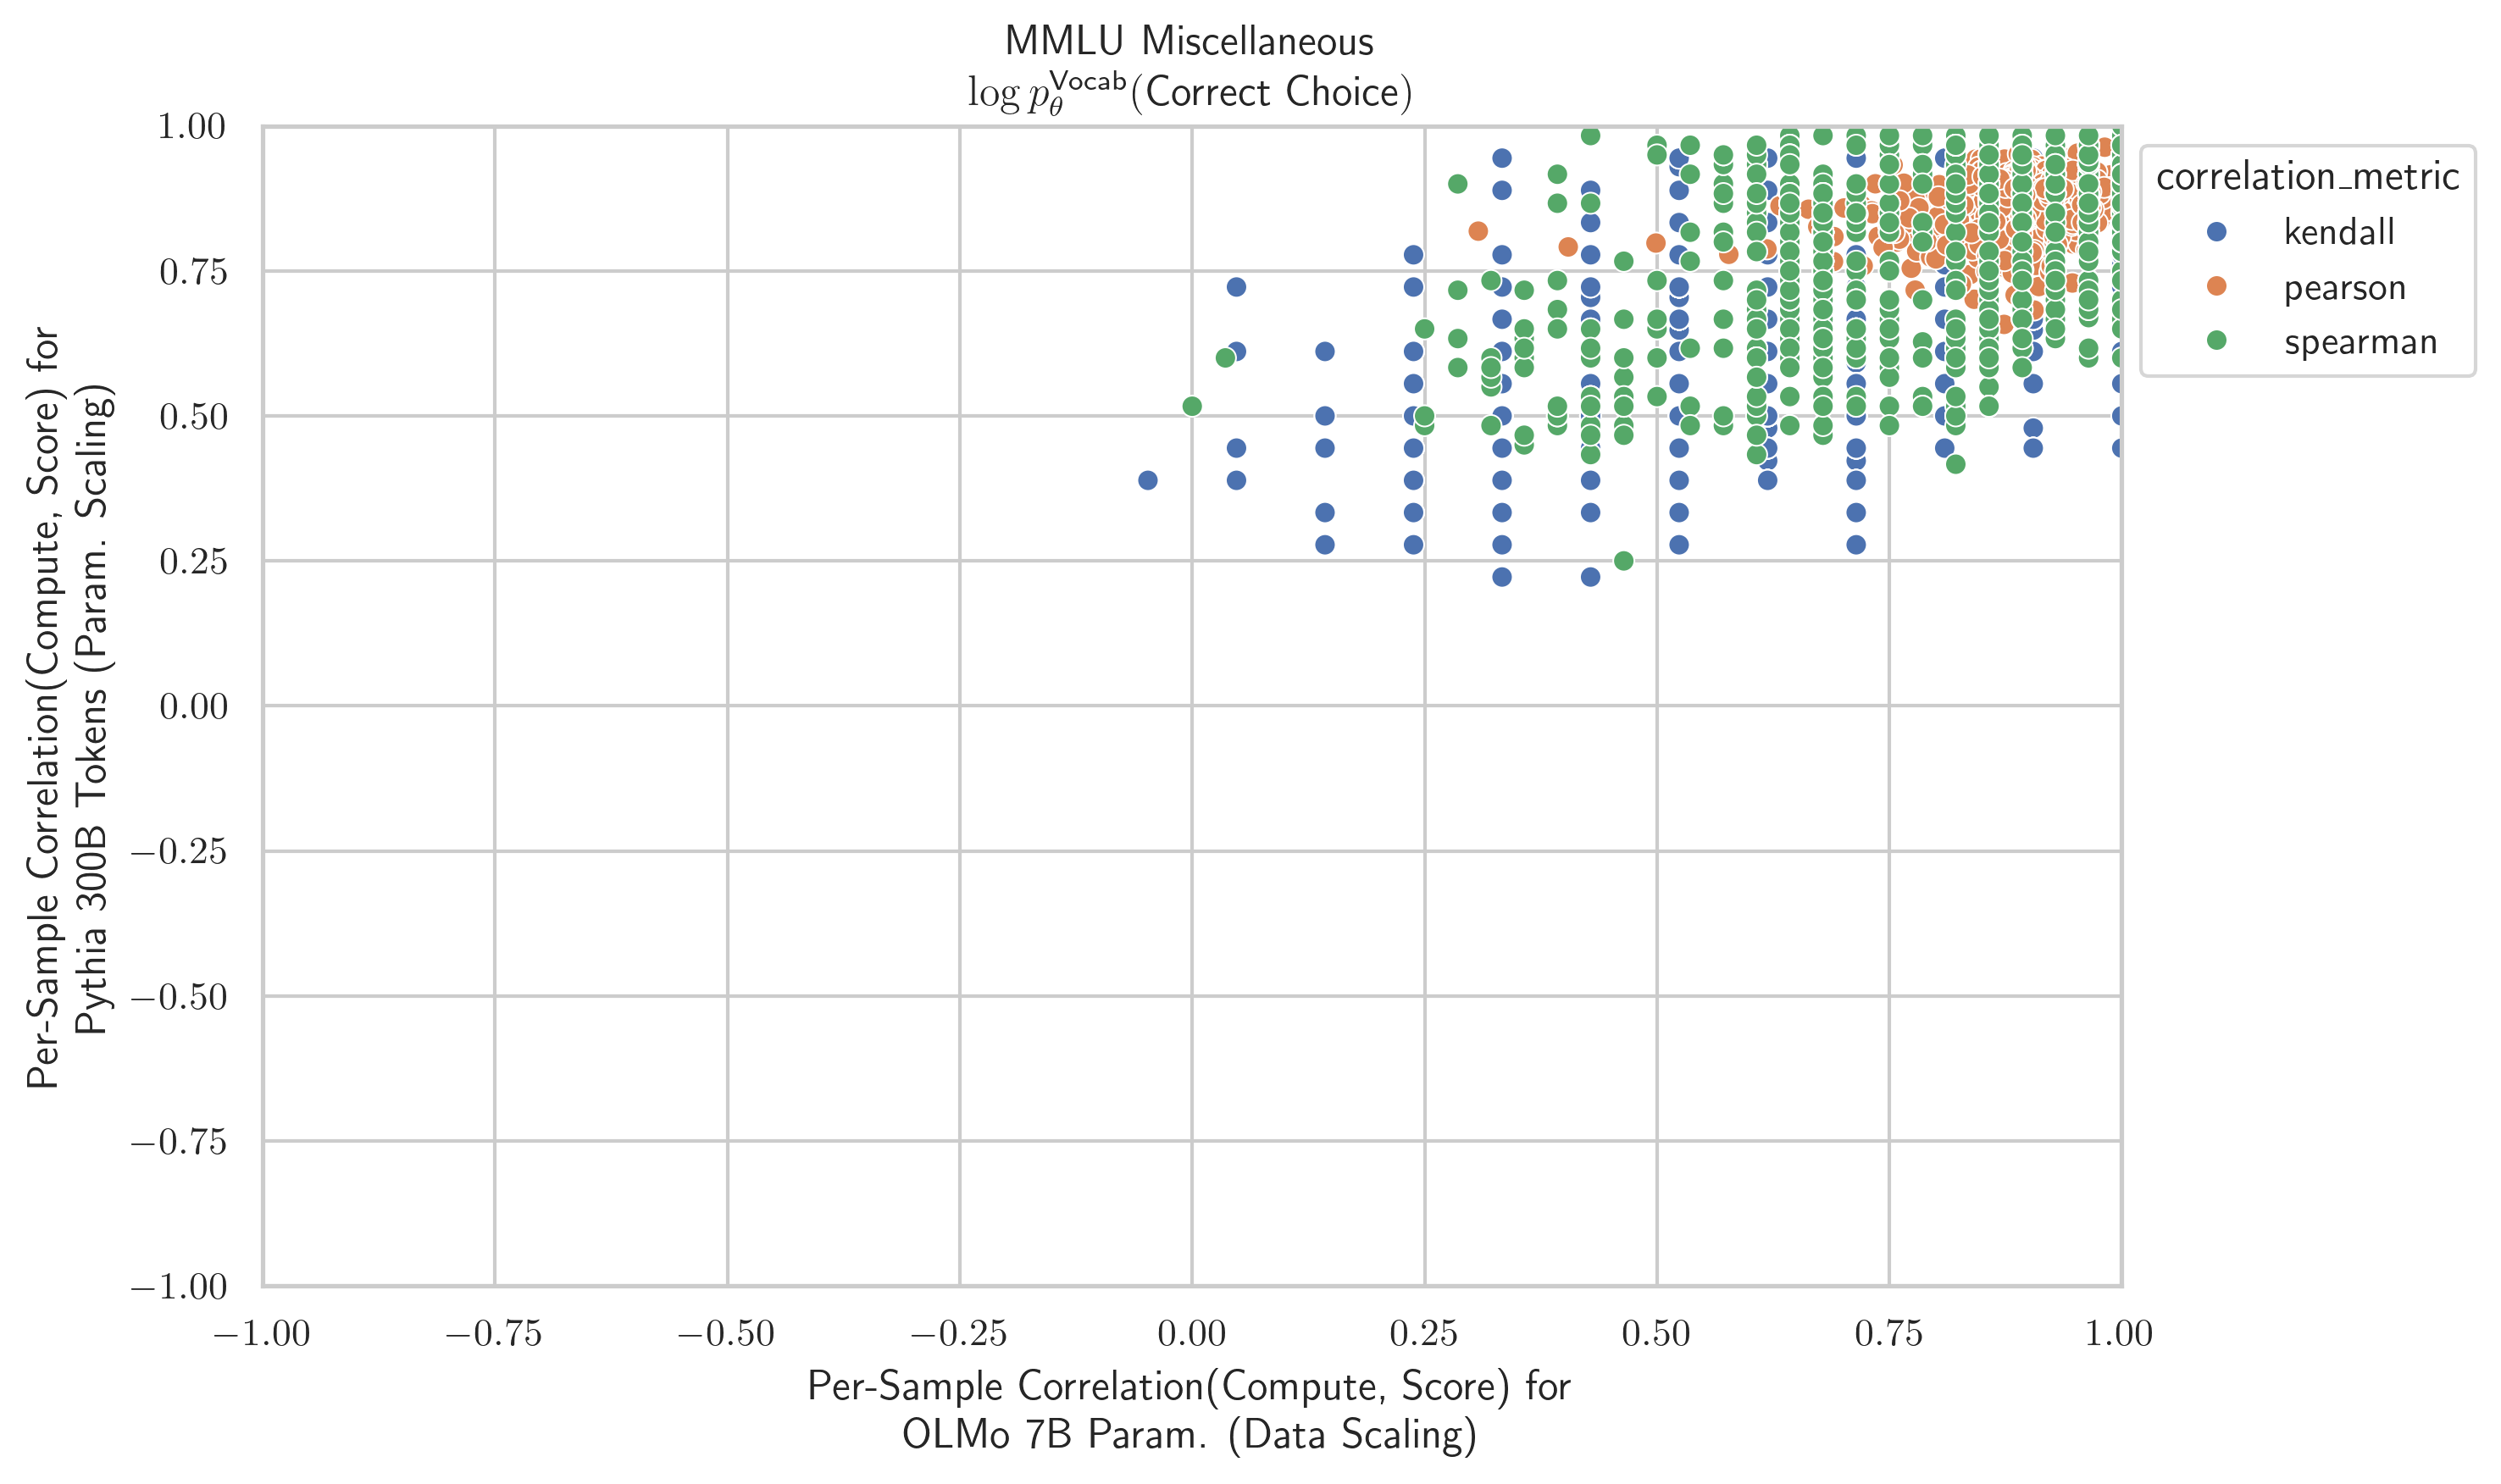 MMLU Miscellaneous
log p_θ^Vocab(Correct Choice)
Per-Sample Correlation(Compute, Score) for
Pythia 300B Tokens (Param. Scaling)
1.00
0.75
0.50
0.25
0.00
−0.25
−0.50
−0.75
−1.00
−1.00 −0.75 −0.50 −0.25 0.00 0.25 0.50 0.75 1.00
Per-Sample Correlation(Compute, Score) for
OLMo 7B Param. (Data Scaling)
correlation_metric
kendall
pearson
spearman